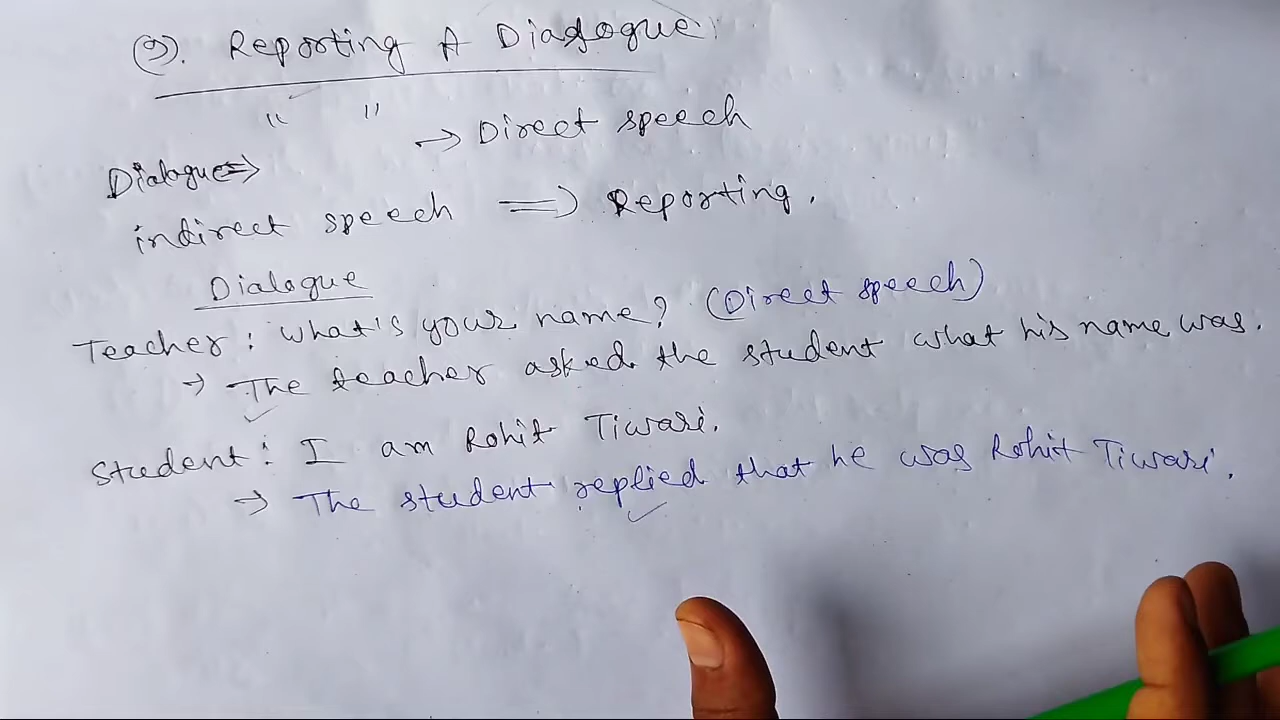 (9). Reporting A Dialogue:
" " → Direct speech
Dialogue ⇒
indirect speech ⇒ Reporting.
Dialogue
Teacher: What's your name? (Direct speech)
→ The teacher asked the student what his name was.
Student: I am Rohit Tiwari.
→ The student replied that he was Rohit Tiwari.